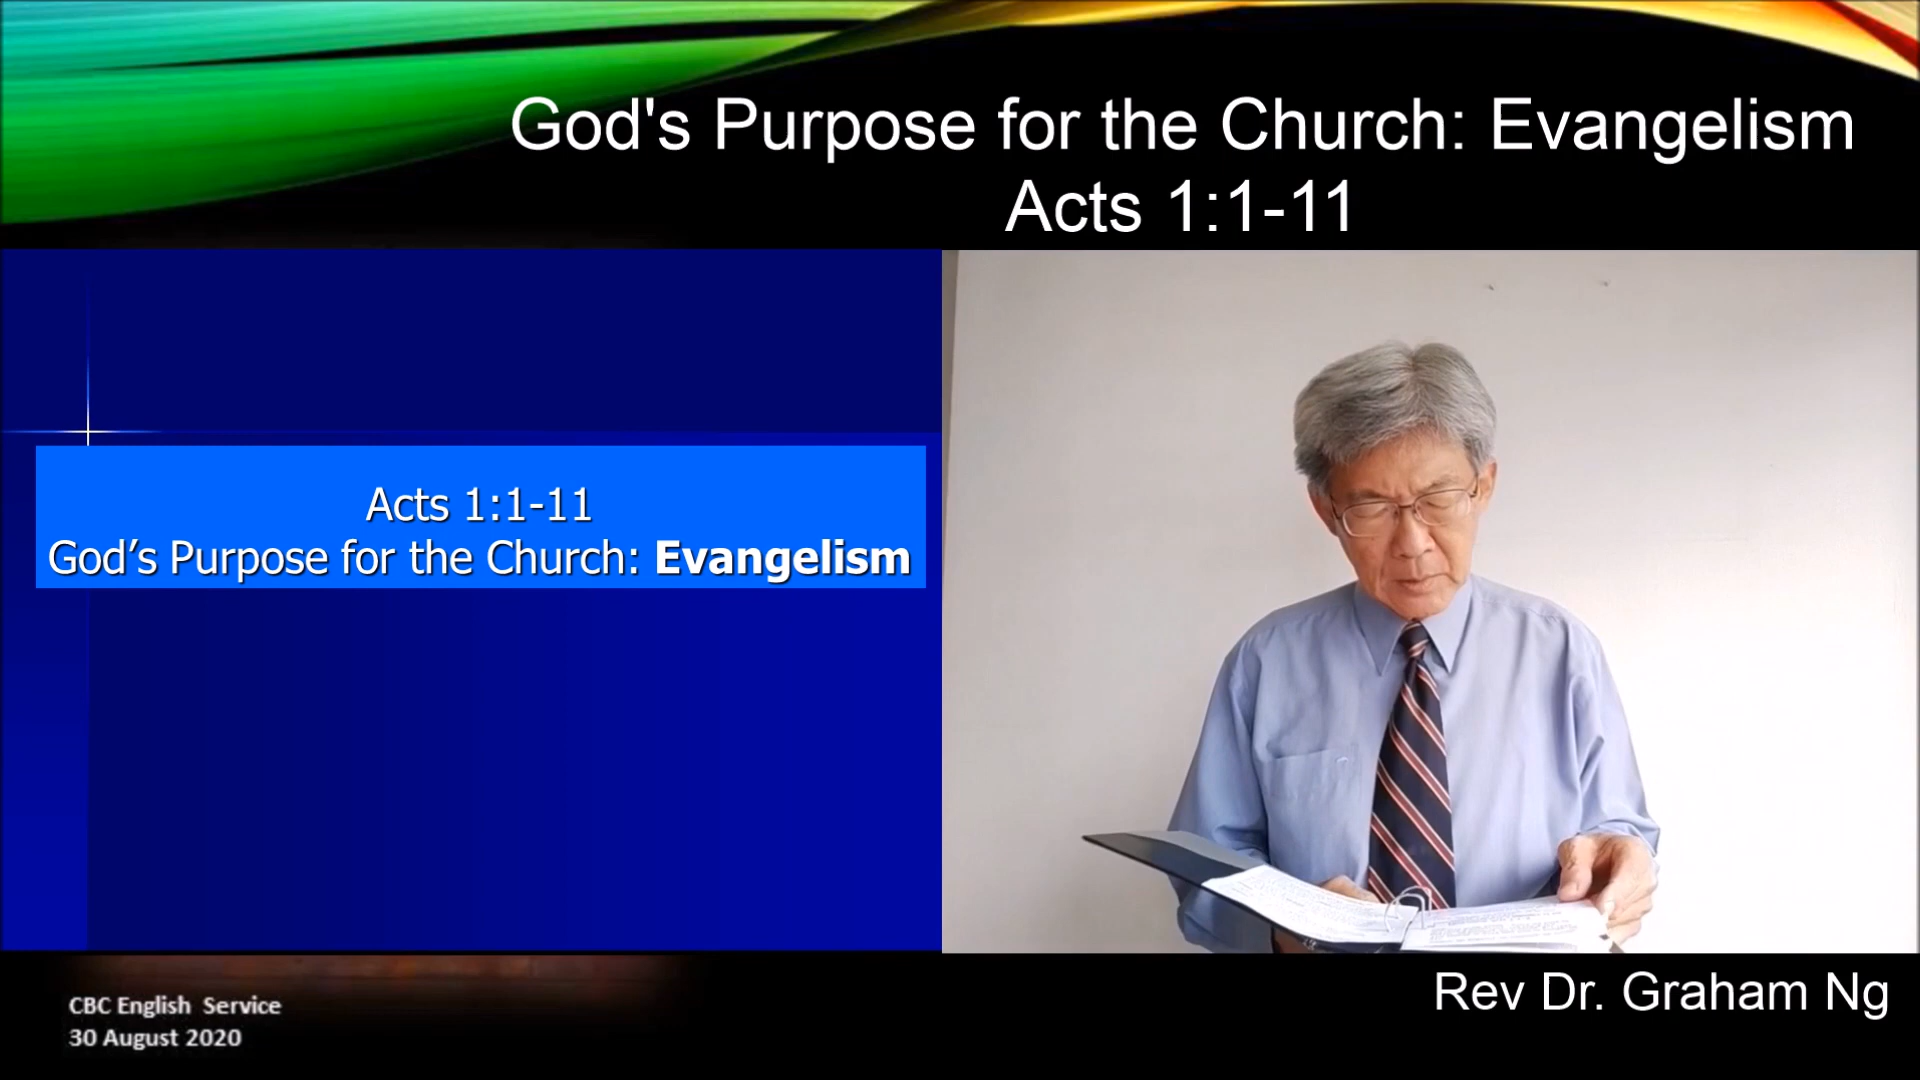 God's Purpose for the Church: Evangelism
Acts 1:1-11
Acts 1:1-11
God’s Purpose for the Church: Evangelism
Rev Dr. Graham Ng
CBC English Service
30 August 2020